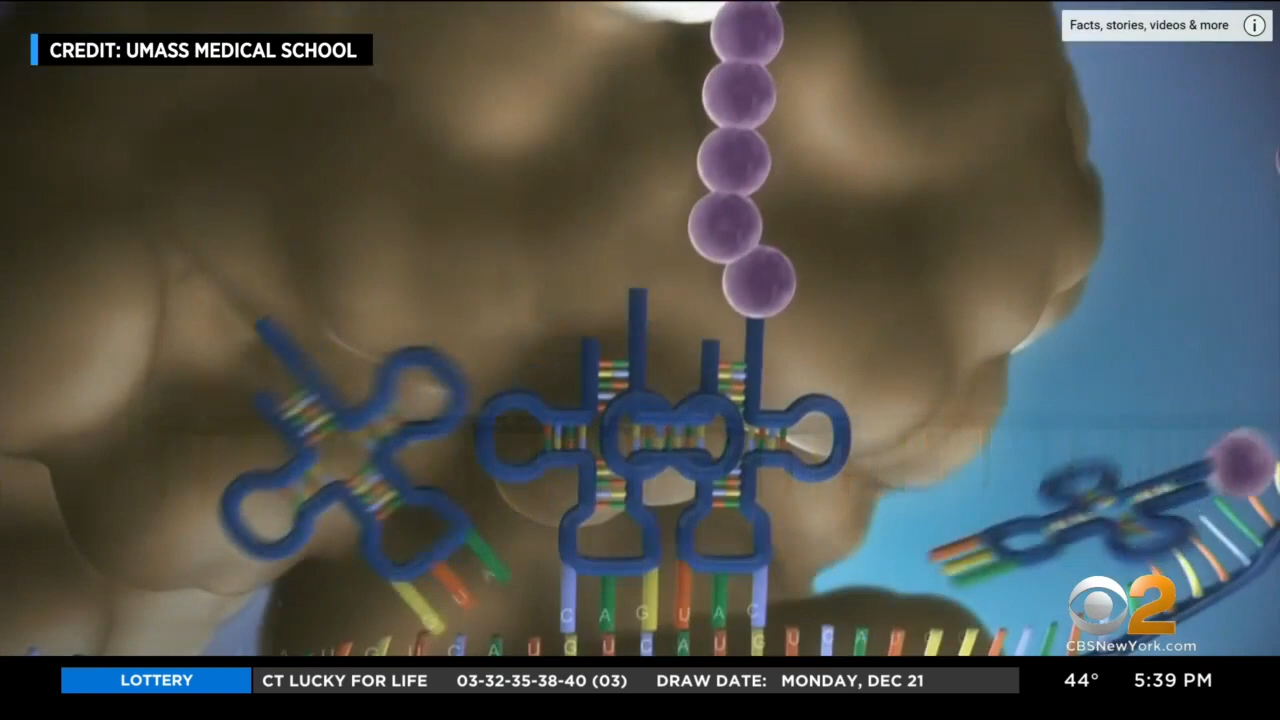 CREDIT: UMASS MEDICAL SCHOOL
Facts, stories, videos & more
C A G U A C
G U C A U G U C A U
2
CBSNewYork.com
LOTTERY
CT LUCKY FOR LIFE 03-32-35-38-40 (03) DRAW DATE: MONDAY, DEC 21
44° 5:39 PM